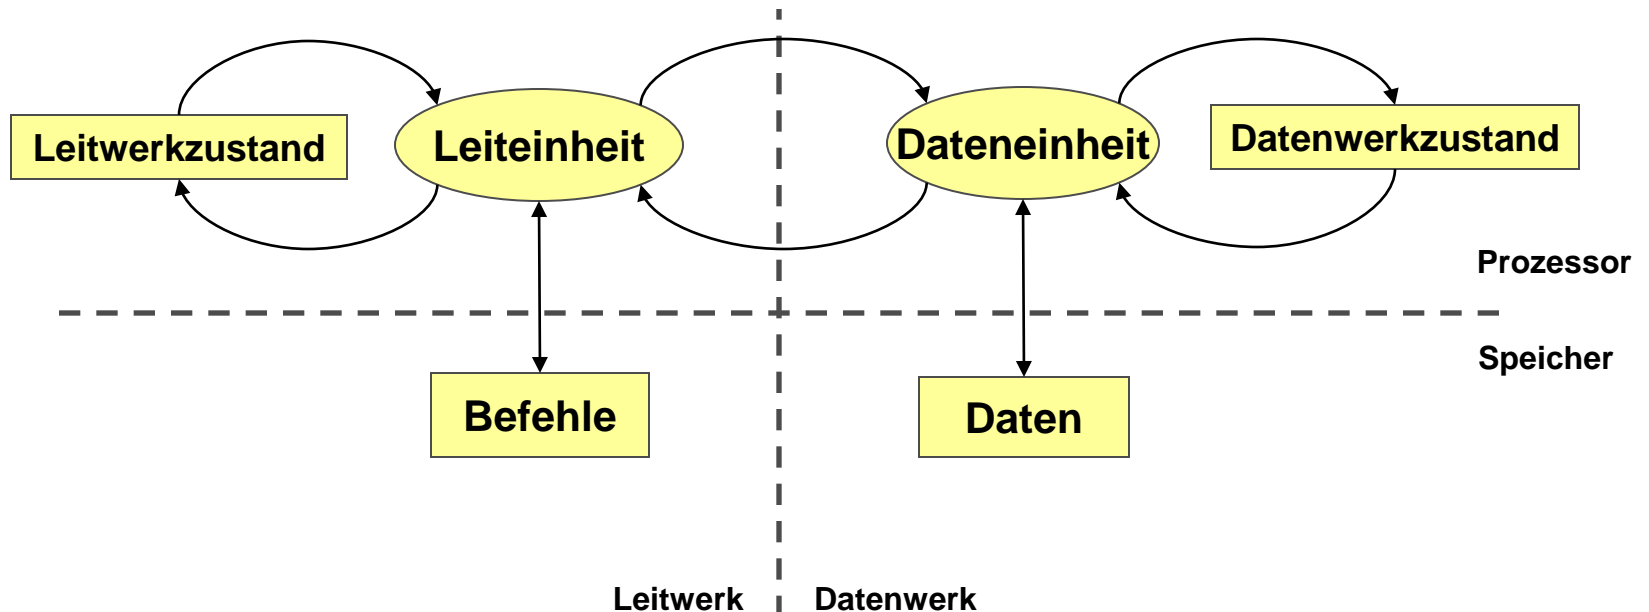 Leitwerkzustand
Leiteinheit
Dateneinheit
Datenwerkzustand
Prozessor
Speicher
Befehle
Daten
Leitwerk
Datenwerk